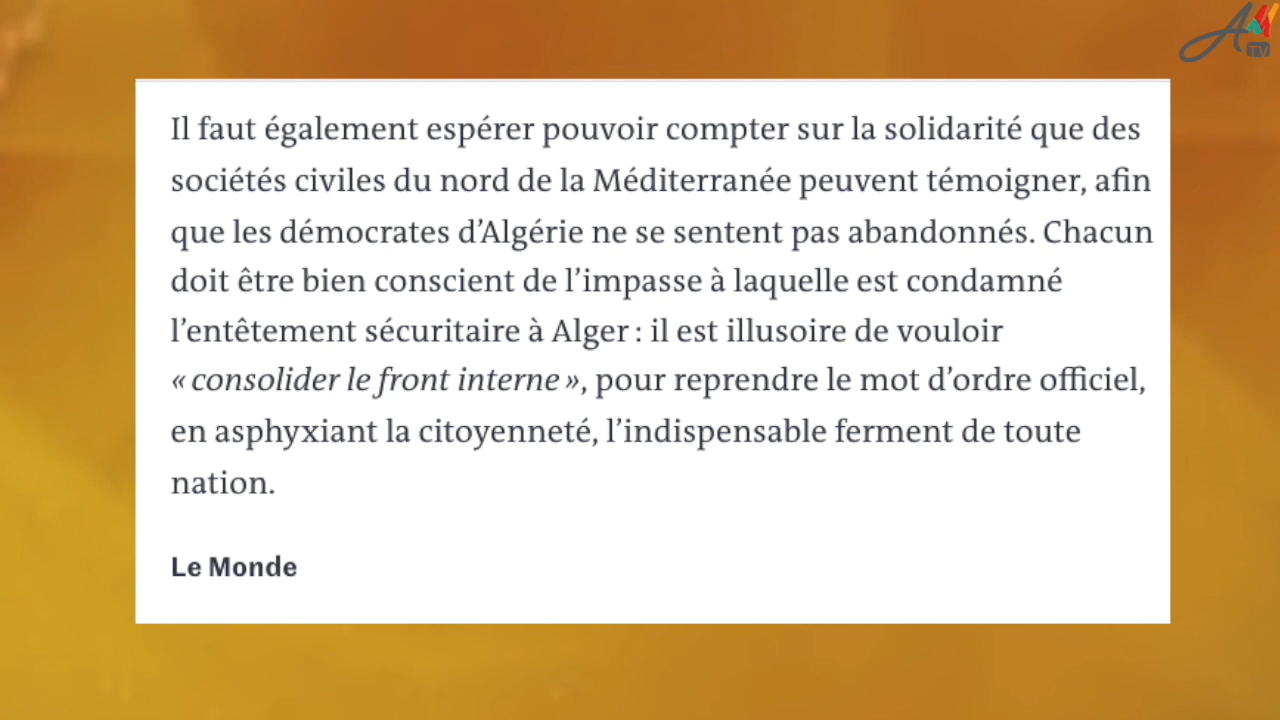 Il faut également espérer pouvoir compter sur la solidarité que des
sociétés civiles du nord de la Méditerranée peuvent témoigner, afin
que les démocrates d’Algérie ne se sentent pas abandonnés. Chacun
doit être bien conscient de l’impasse à laquelle est condamné
l’entêtement sécuritaire à Alger : il est illusoire de vouloir
« consolider le front interne », pour reprendre le mot d’ordre officiel,
en asphyxiant la citoyenneté, l’indispensable ferment de toute
nation.
Le Monde
TV